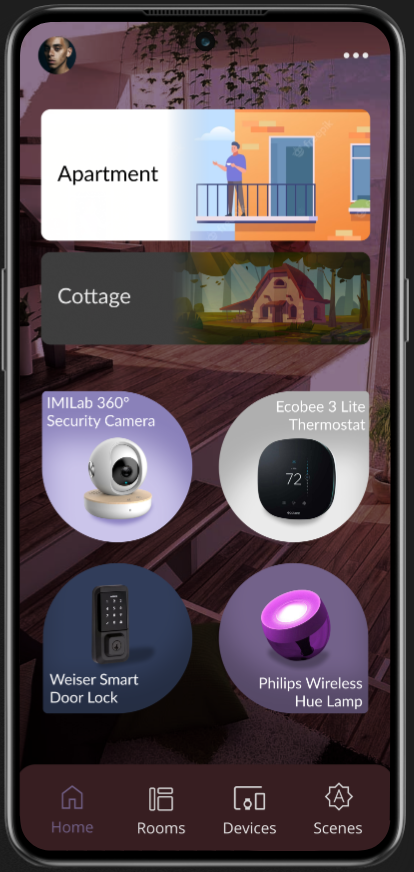 Apartment
Cottage
IMILab 360°
Security Camera
Ecobee 3 Lite
Thermostat
72
Weiser Smart
Door Lock
Philips Wireless
Hue Lamp
Home
Rooms
Devices
Scenes